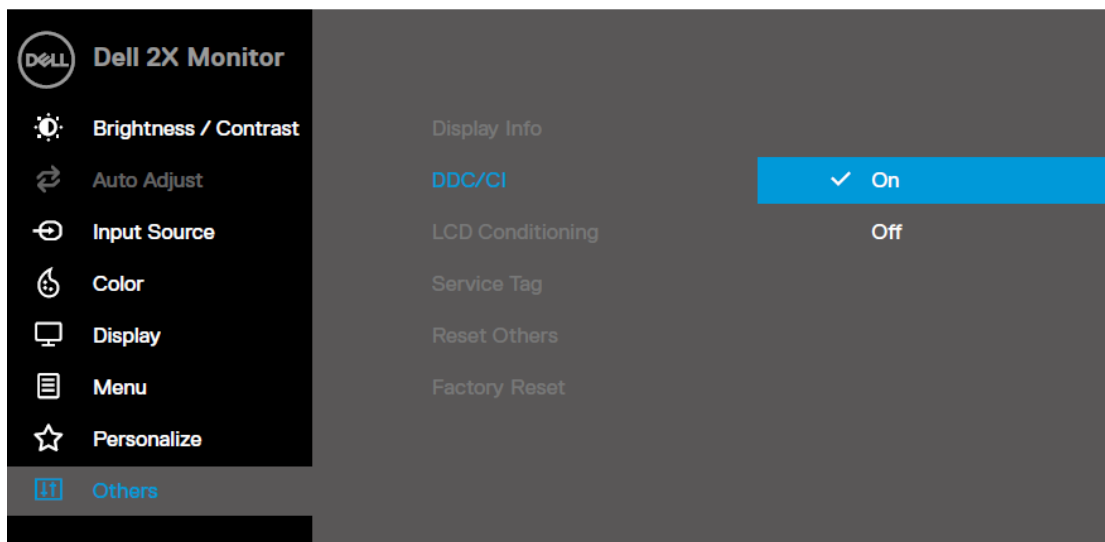 DELL
Dell 2X Monitor
Brightness / Contrast
Auto Adjust
Input Source
Color
Display
Menu
Personalize
Others
Display Info
DDC/CI
LCD Conditioning
Service Tag
Reset Others
Factory Reset
On
Off